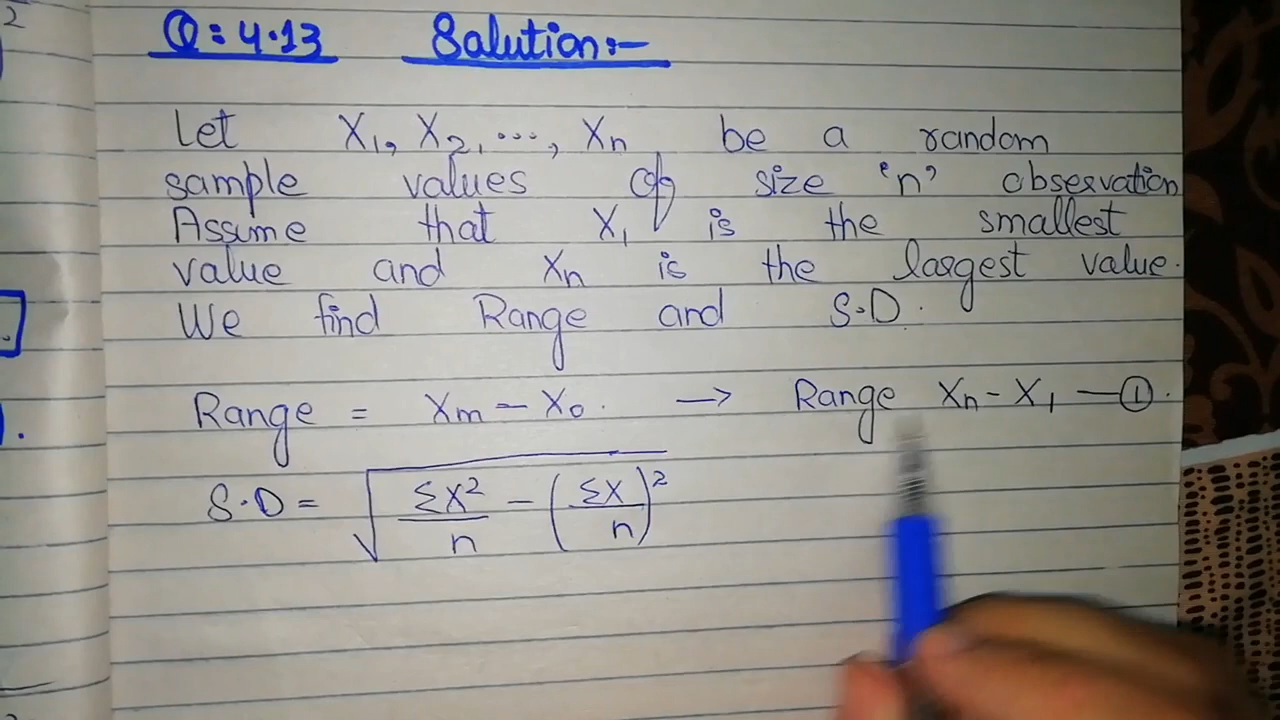 Q:4.13 Salution:-
Let X₁, X₂, ..., Xn be a random
sample values of size 'n' observation
Assume that X₁ is the smallest
value and Xn is the largest value.
We find Range and S.D.
Range = Xm - X₀. → Range Xn - X₁ —①.
S.D = √(ΣX²/n - (ΣX/n)²)